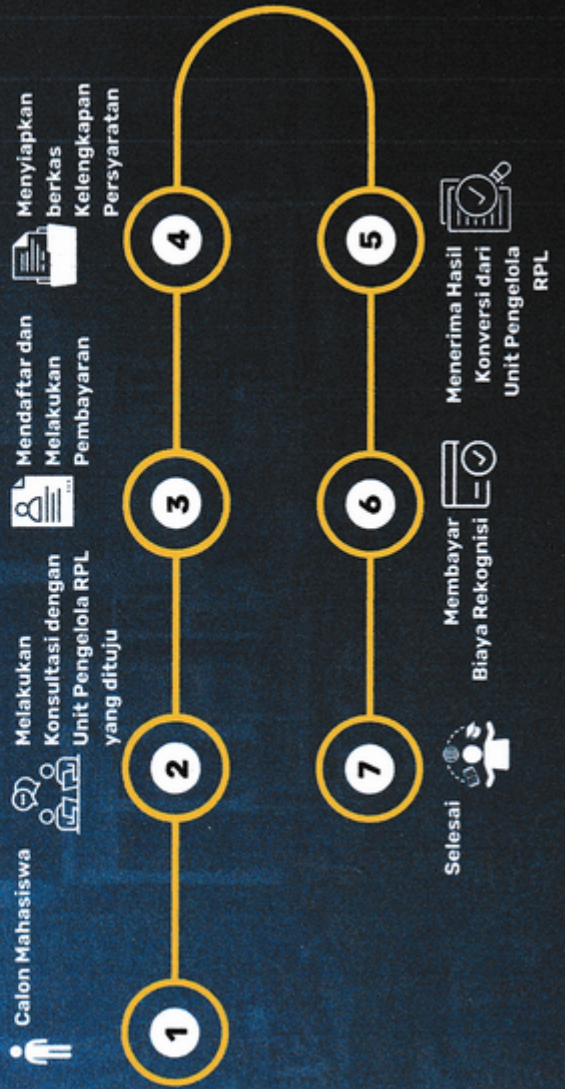 1
Calon Mahasiswa
2
Melakukan
Konsultasi dengan
Unit Pengelola RPL
yang dituju
3
Mendaftar dan
Melakukan
Pembayaran
4
Menyiapkan
berkas
Kelengkapan
Persyaratan
5
Menerima Hasil
Konversi dari
Unit Pengelola
RPL
6
Membayar
Biaya Rekognisi
7
Selesai